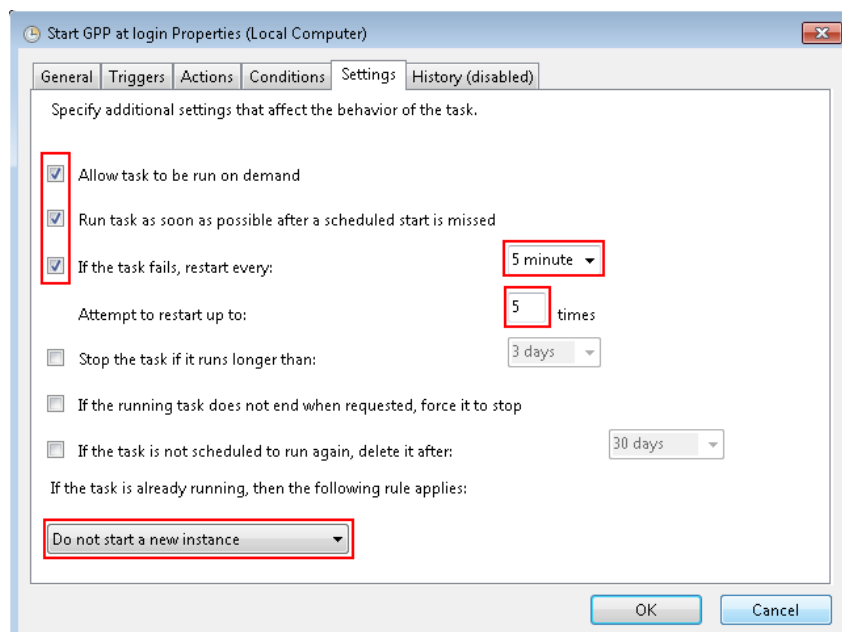 Start GPP at login Properties (Local Computer)
General Triggers Actions Conditions Settings History (disabled)
Specify additional settings that affect the behavior of the task.
Allow task to be run on demand
Run task as soon as possible after a scheduled start is missed
If the task fails, restart every: 5 minute
Attempt to restart up to: 5 times
Stop the task if it runs longer than: 3 days
If the running task does not end when requested, force it to stop
If the task is not scheduled to run again, delete it after: 30 days
If the task is already running, then the following rule applies:
Do not start a new instance
OK Cancel